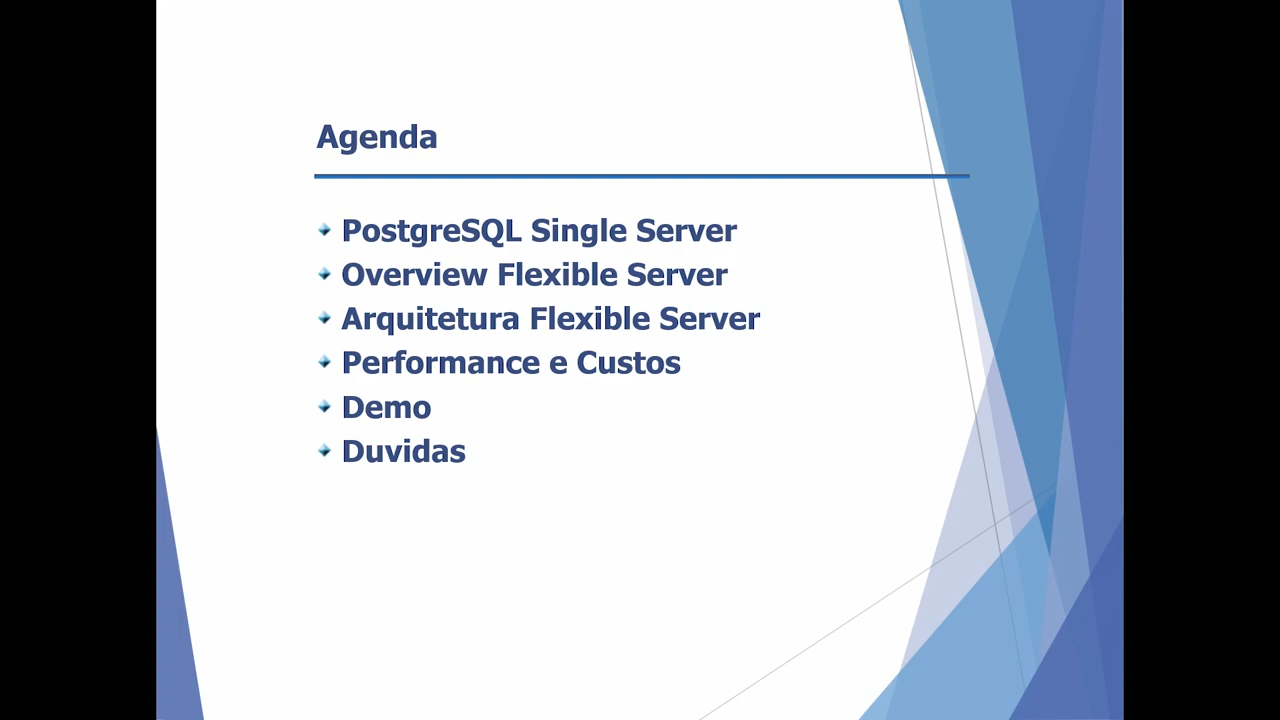 Agenda
PostgreSQL Single Server
Overview Flexible Server
Arquitetura Flexible Server
Performance e Custos
Demo
Duvidas